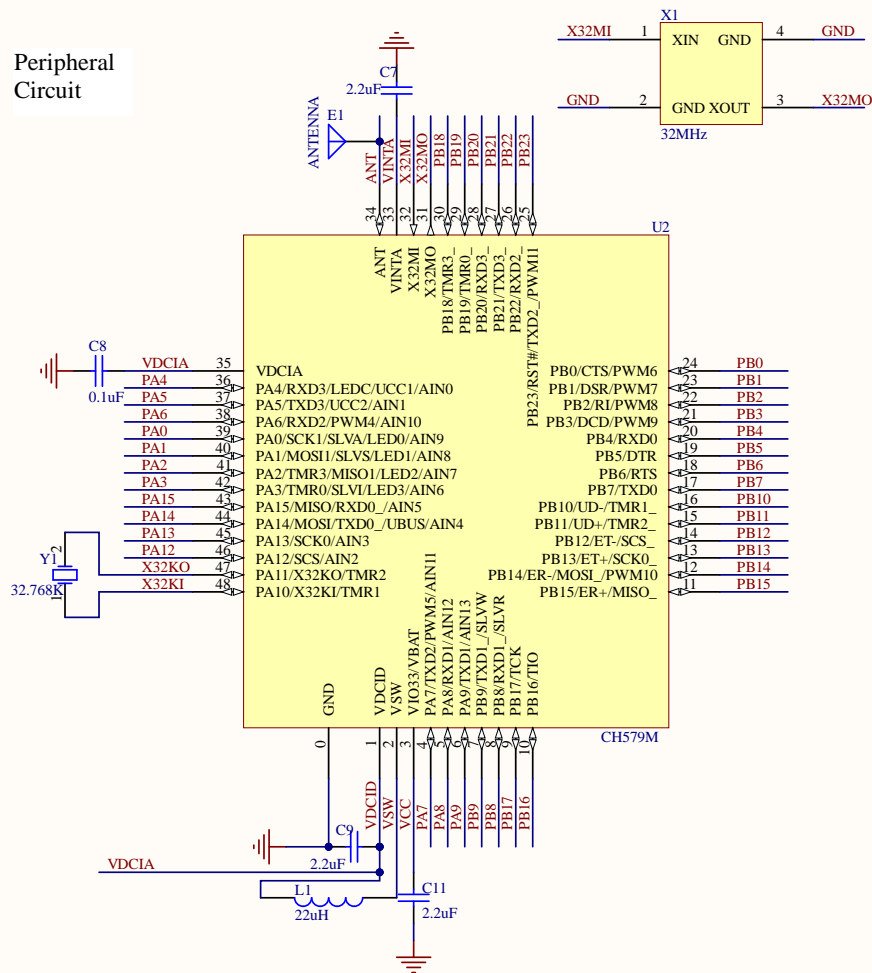 Peripheral
Circuit
X1
X32MI 1 XIN GND 4 GND
GND 2 GND XOUT 3 X32MO
32MHz
C7
2.2uF
E1
ANTENNA
ANT
VINTA
X32MI
X32MO
PB18
PB19
PB20
PB21
PB22
PB23
34
33
32
31
30
29
28
27
26
25
U2
ANT
VINTA
X32MI
X32MO
PB18/TMR3_
PB19/TMR0_
PB20/RXD3_
PB21/TXD3_
PB22/RXD2_
PB23/RST#/TXD2_/PWM11
C8
0.1uF
VDCIA 35 VDCIA
PA4 36 PA4/RXD3/LEDC/UCC1/AIN0
PA5 37 PA5/TXD3/UCC2/AIN1
PA6 38 PA6/RXD2/PWM4/AIN10
PA0 39 PA0/SCK1/SLVA/LED0/AIN9
PA1 40 PA1/MOSI1/SLVS/LED1/AIN8
PA2 41 PA2/TMR3/MISO1/LED2/AIN7
PA3 42 PA3/TMR0/SLVI/LED3/AIN6
PA15 43 PA15/MISO/RXD0_/AIN5
PA14 44 PA14/MOSI/TXD0_/UBUS/AIN4
PA13 45 PA13/SCK0/AIN3
PA12 46 PA12/SCS/AIN2
X32KO 47 PA11/X32KO/TMR2
X32KI 48 PA10/X32KI/TMR1
Y1
2
1
32.768K
PB0/CTS/PWM6 24 PB0
PB1/DSR/PWM7 23 PB1
PB2/RI/PWM8 22 PB2
PB3/DCD/PWM9 21 PB3
PB4/RXD0 20 PB4
PB5/DTR 19 PB5
PB6/RTS 18 PB6
PB7/TXD0 17 PB7
PB10/UD-/TMR1_ 16 PB10
PB11/UD+/TMR2_ 15 PB11
PB12/ET-/SCS_ 14 PB12
PB13/ET+/SCK0_ 13 PB13
PB14/ER-/MOSI_/PWM10 12 PB14
PB15/ER+/MISO_ 11 PB15
GND
VDCID
VSW
VIO33/VBAT
PA7/TXD2/PWM5/AIN11
PA8/RXD1/AIN12
PA9/TXD1/AIN13
PB9/TXD1_/SLVW
PB8/RXD1_/SLVR
PB17/TCK
PB16/TIO
CH579M
0
1
2
3
4
5
6
7
8
9
10
VDCID
VSW
VCC
PA7
PA8
PA9
PB9
PB8
PB17
PB16
C9
2.2uF
VDCIA
L1
22uH
C11
2.2uF